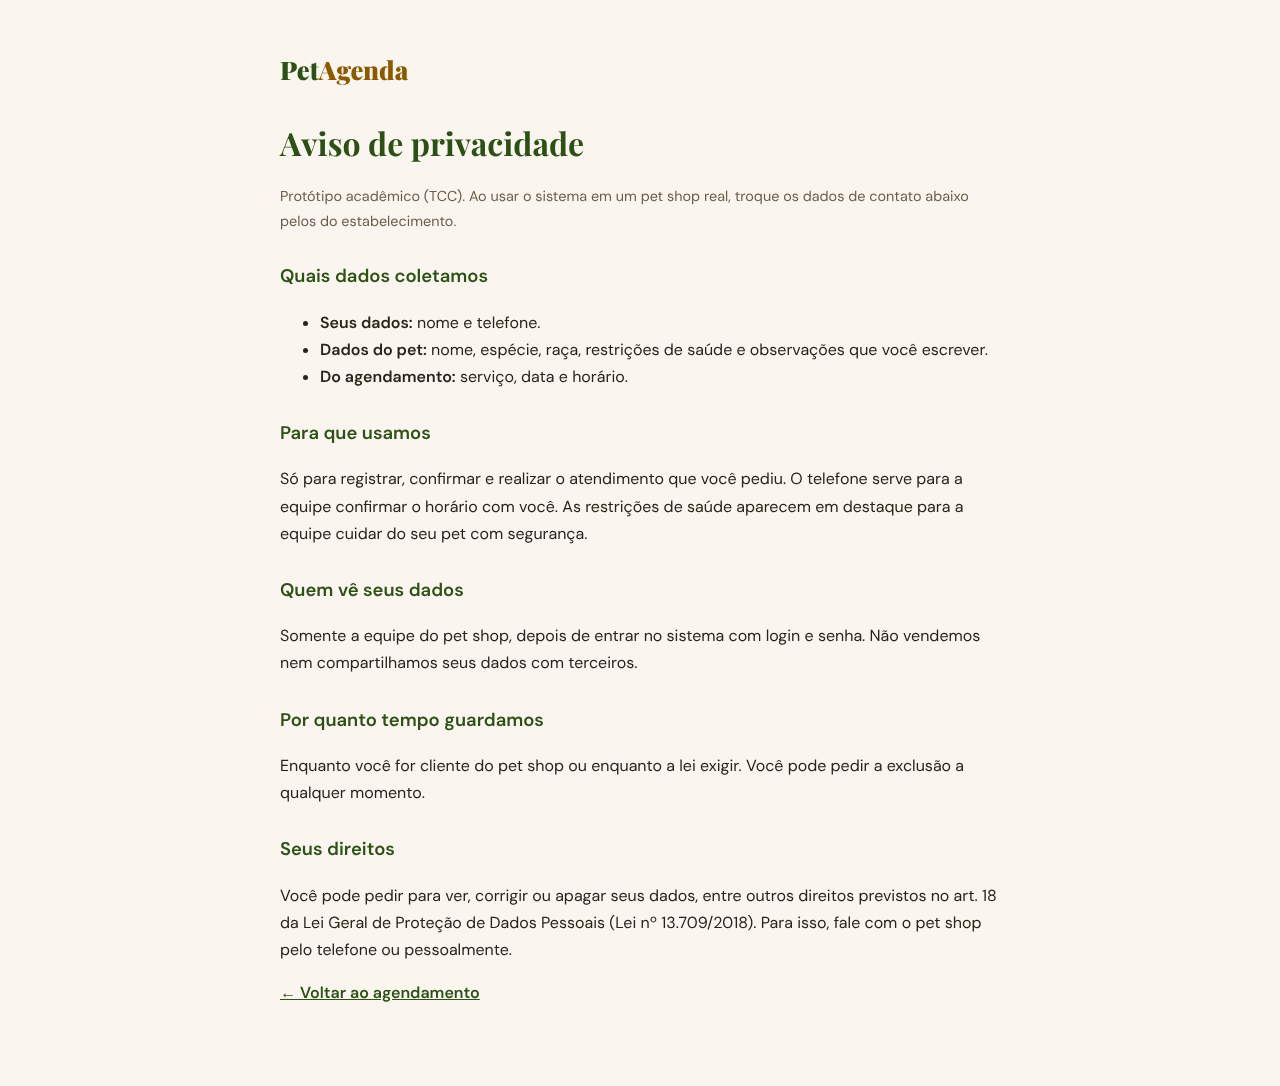 PetAgenda
Aviso de privacidade
Protótipo acadêmico (TCC). Ao usar o sistema em um pet shop real, troque os dados de contato abaixo
pelos do estabelecimento.
Quais dados coletamos
• Seus dados: nome e telefone.
• Dados do pet: nome, espécie, raça, restrições de saúde e observações que você escrever.
• Do agendamento: serviço, data e horário.
Para que usamos
Só para registrar, confirmar e realizar o atendimento que você pediu. O telefone serve para a
equipe confirmar o horário com você. As restrições de saúde aparecem em destaque para a
equipe cuidar do seu pet com segurança.
Quem vê seus dados
Somente a equipe do pet shop, depois de entrar no sistema com login e senha. Não vendemos
nem compartilhamos seus dados com terceiros.
Por quanto tempo guardamos
Enquanto você for cliente do pet shop ou enquanto a lei exigir. Você pode pedir a exclusão a
qualquer momento.
Seus direitos
Você pode pedir para ver, corrigir ou apagar seus dados, entre outros direitos previstos no art. 18
da Lei Geral de Proteção de Dados Pessoais (Lei nº 13.709/2018). Para isso, fale com o pet shop
pelo telefone ou pessoalmente.
← Voltar ao agendamento